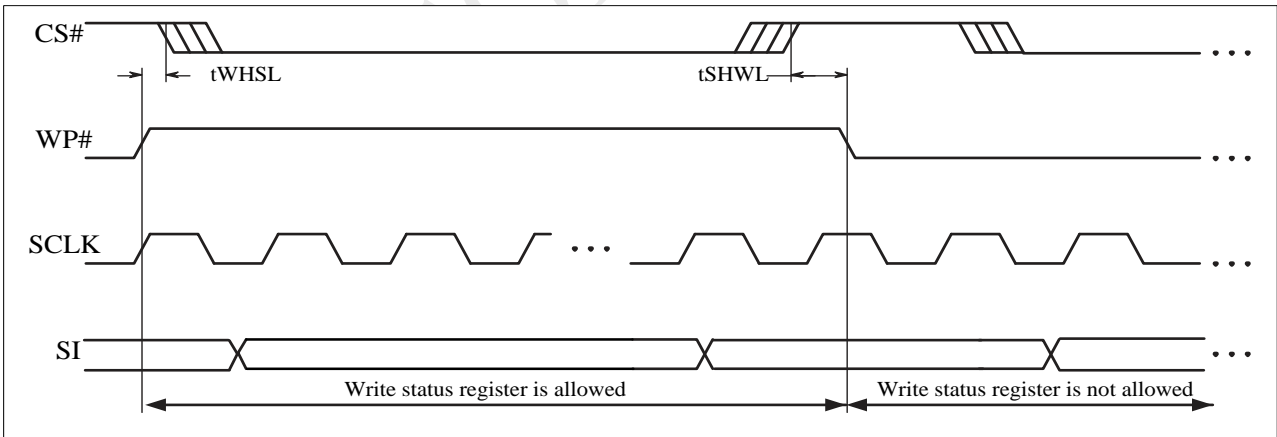 CS#
tWHSL
tSHWL
WP#
SCLK
SI
Write status register is allowed
Write status register is not allowed